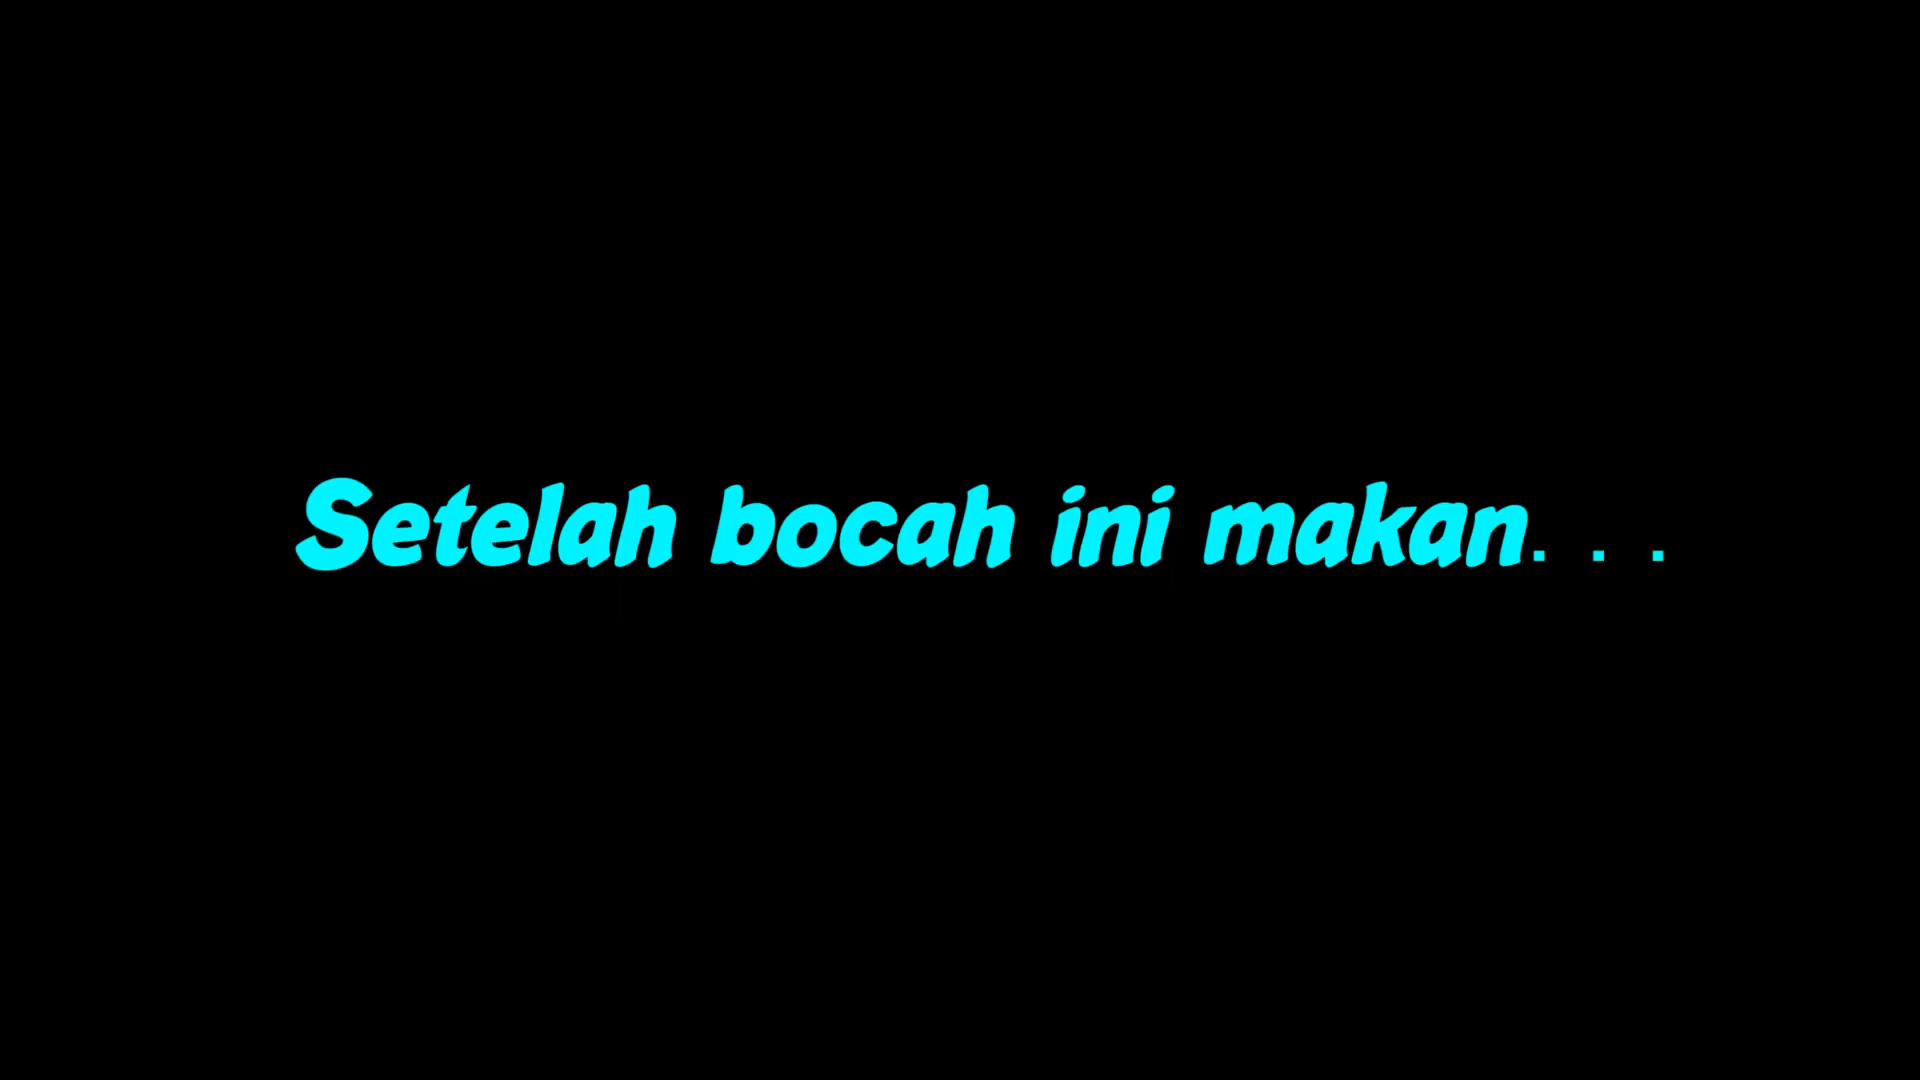 Setelah bocah ini makan. . .